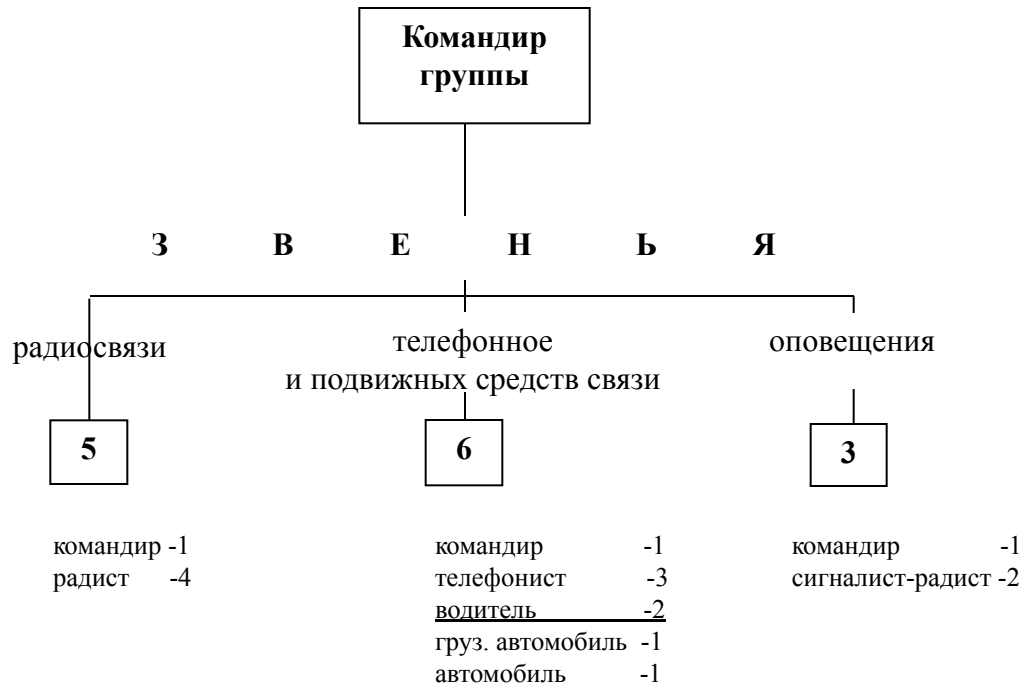 Командир
группы
З В Е Н Ь Я
радиосвязи
телефонное
и подвижных средств связи
оповещения
5
6
3
командир -1
радист -4
командир -1
телефонист -3
водитель -2
груз. автомобиль -1
автомобиль -1
командир -1
сигналист-радист -2